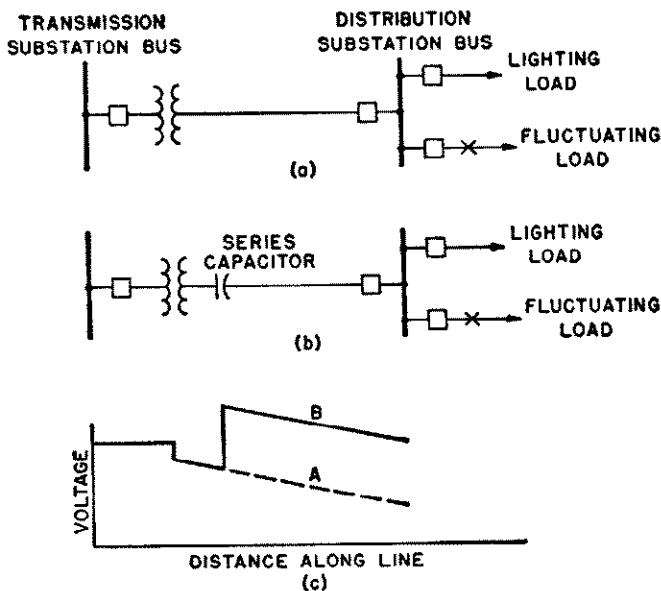 TRANSMISSION
SUBSTATION BUS
DISTRIBUTION
SUBSTATION BUS
LIGHTING
LOAD
FLUCTUATING
LOAD
(a)
SERIES
CAPACITOR
LIGHTING
LOAD
FLUCTUATING
LOAD
(b)
VOLTAGE
B
A
DISTANCE ALONG LINE
(c)